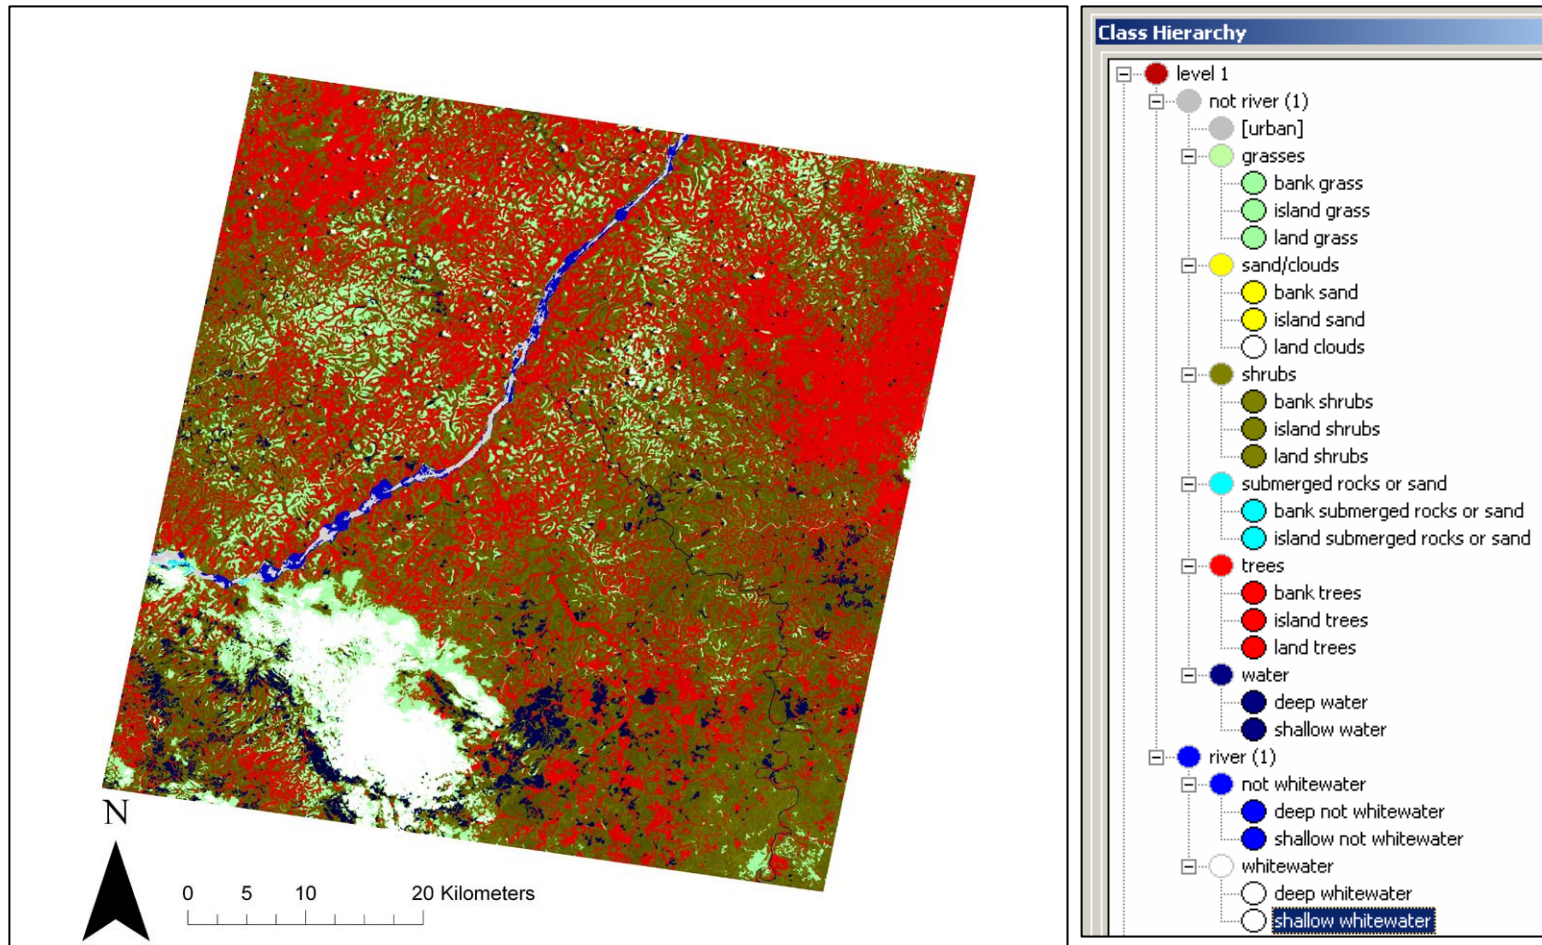 N
0 5 10 20 Kilometers
Class Hierarchy
level 1
not river (1)
[urban]
grasses
bank grass
island grass
land grass
sand/clouds
bank sand
island sand
land clouds
shrubs
bank shrubs
island shrubs
land shrubs
submerged rocks or sand
bank submerged rocks or sand
island submerged rocks or sand
trees
bank trees
island trees
land trees
water
deep water
shallow water
river (1)
not whitewater
deep not whitewater
shallow not whitewater
whitewater
deep whitewater
shallow whitewater